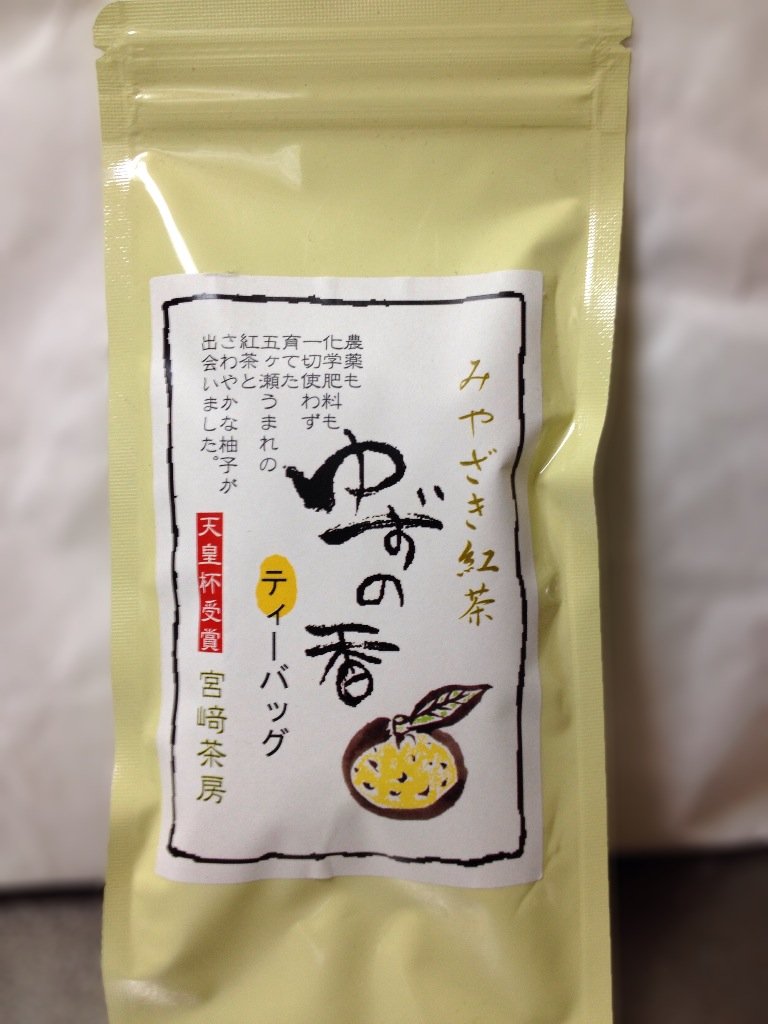 みやざき紅茶
ゆずの香
農薬も
化学肥料も
一切使わず
育てた
五ヶ瀬うまれの
紅茶と
さわやかな柚子が
出会いました。
ティーバッグ
天皇杯受賞
宮﨑茶房